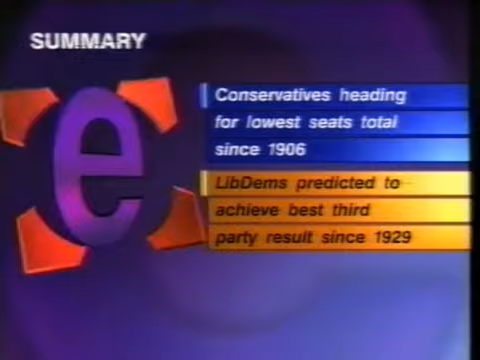 SUMMARY
e
Conservatives heading
for lowest seats total
since 1906
LibDems predicted to
achieve best third
party result since 1929